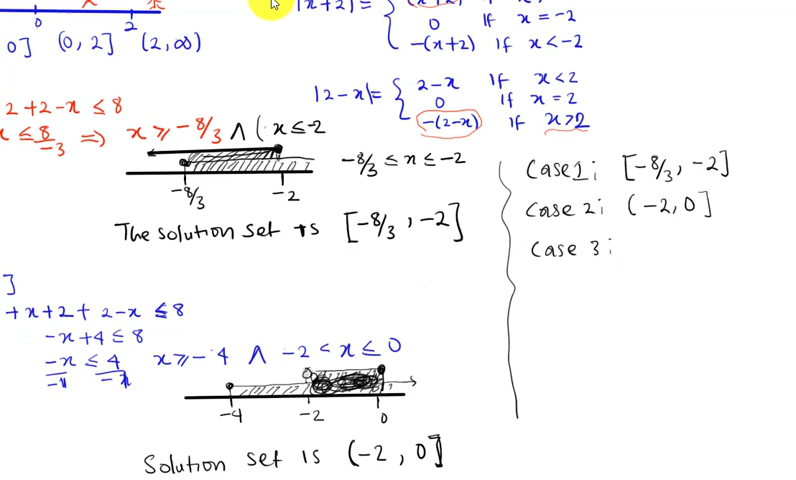 |x+2| = { (x+2) if x
0 If x = -2
-(x+2) If x < -2
0 2
0] (0, 2] (2, ∞)
|2-x| = { 2-x If x < 2
0 If x = 2
-(2-x) If x > 2
2 + 2 - x ≤ 8
x ≤ 8/-3 ⇒ x ≥ -8/3 ∧ ( x ≤ -2
-8/3 ≤ x ≤ -2
-8/3 -2
The solution set is [-8/3, -2]
Case 1; [-8/3, -2]
Case 2; (-2, 0]
Case 3;
]
+x+2+ 2-x ≤ 8
-x+4 ≤ 8
-x/-1 ≤ 4/-1 x ≥ -4 ∧ -2 < x ≤ 0
-4 -2 0
Solution set is (-2, 0]